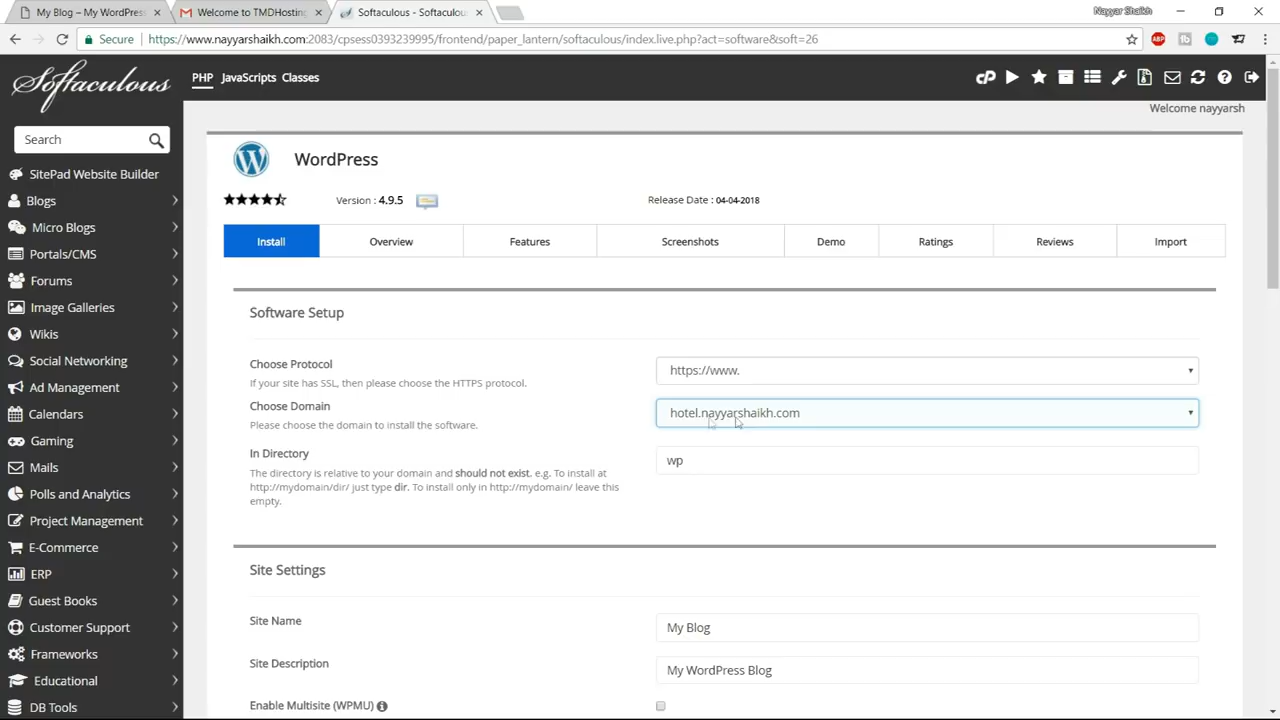 My Blog – My WordPress
Welcome to TMDHosting
Softaculous - Softaculou
Nayyar Shaikh
Secure
https://www.nayyarshaikh.com:2083/cpsess0393239995/frontend/paper_lantern/softaculous/index.live.php?act=software&soft=26
Softaculous
PHP
JavaScripts
Classes
Welcome nayyarsh
Search
SitePad Website Builder
Blogs
Micro Blogs
Portals/CMS
Forums
Image Galleries
Wikis
Social Networking
Ad Management
Calendars
Gaming
Mails
Polls and Analytics
Project Management
E-Commerce
ERP
Guest Books
Customer Support
Frameworks
Educational
DB Tools
WordPress
Version : 4.9.5
Release Date : 04-04-2018
Install
Overview
Features
Screenshots
Demo
Ratings
Reviews
Import
Software Setup
Choose Protocol
If your site has SSL, then please choose the HTTPS protocol.
https://www.
Choose Domain
Please choose the domain to install the software.
hotel.nayyarshaikh.com
In Directory
The directory is relative to your domain and should not exist. e.g. To install at
http://mydomain/dir/ just type dir. To install only in http://mydomain/ leave this
empty.
wp
Site Settings
Site Name
My Blog
Site Description
My WordPress Blog
Enable Multisite (WPMU)